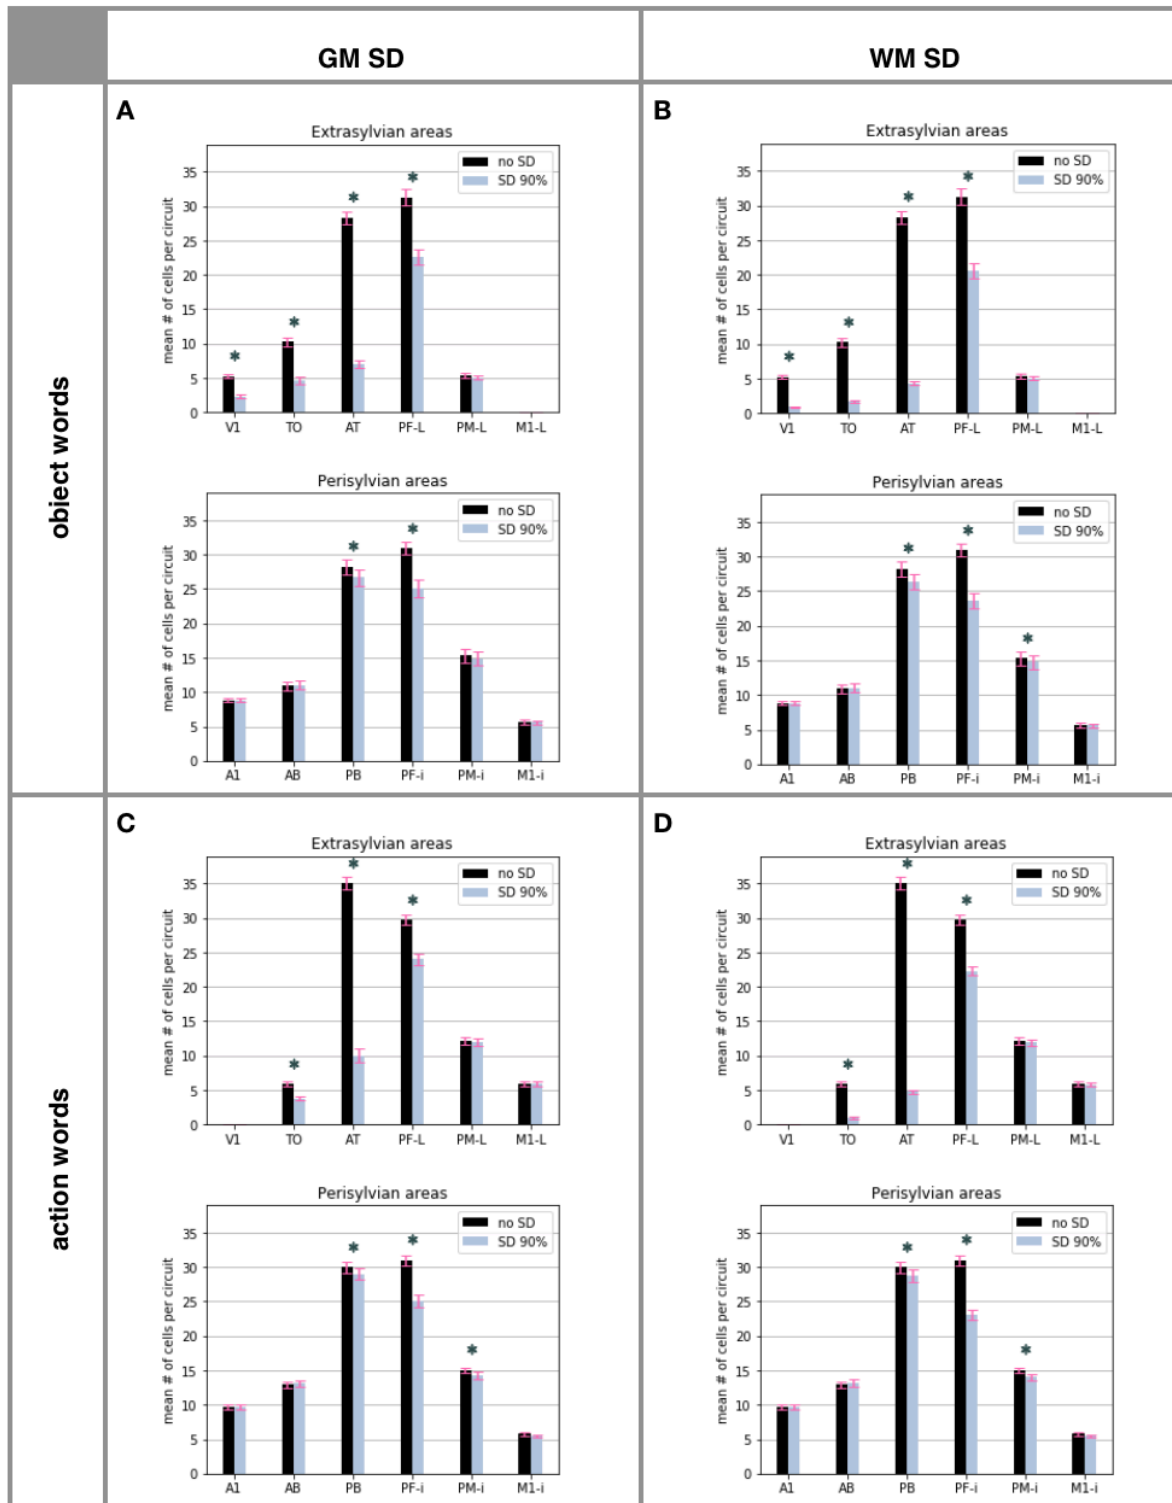 GM SD
WM SD
obiect words
A
Extrasylvian areas
no SD
SD 90%
mean # of cells per circuit
35
30
25
20
15
10
5
0
V1 TO AT PF-L PM-L M1-L
* * * *
Perisylvian areas
no SD
SD 90%
mean # of cells per circuit
35
30
25
20
15
10
5
0
A1 AB PB PF-i PM-i M1-i
* *
B
Extrasylvian areas
no SD
SD 90%
mean # of cells per circuit
35
30
25
20
15
10
5
0
V1 TO AT PF-L PM-L M1-L
* * * *
Perisylvian areas
no SD
SD 90%
mean # of cells per circuit
35
30
25
20
15
10
5
0
A1 AB PB PF-i PM-i M1-i
* * *
action words
C
Extrasylvian areas
no SD
SD 90%
mean # of cells per circuit
35
30
25
20
15
10
5
0
V1 TO AT PF-L PM-L M1-L
* * *
Perisylvian areas
no SD
SD 90%
mean # of cells per circuit
35
30
25
20
15
10
5
0
A1 AB PB PF-i PM-i M1-i
* * *
D
Extrasylvian areas
no SD
SD 90%
mean # of cells per circuit
35
30
25
20
15
10
5
0
V1 TO AT PF-L PM-L M1-L
* * *
Perisylvian areas
no SD
SD 90%
mean # of cells per circuit
35
30
25
20
15
10
5
0
A1 AB PB PF-i PM-i M1-i
* * *